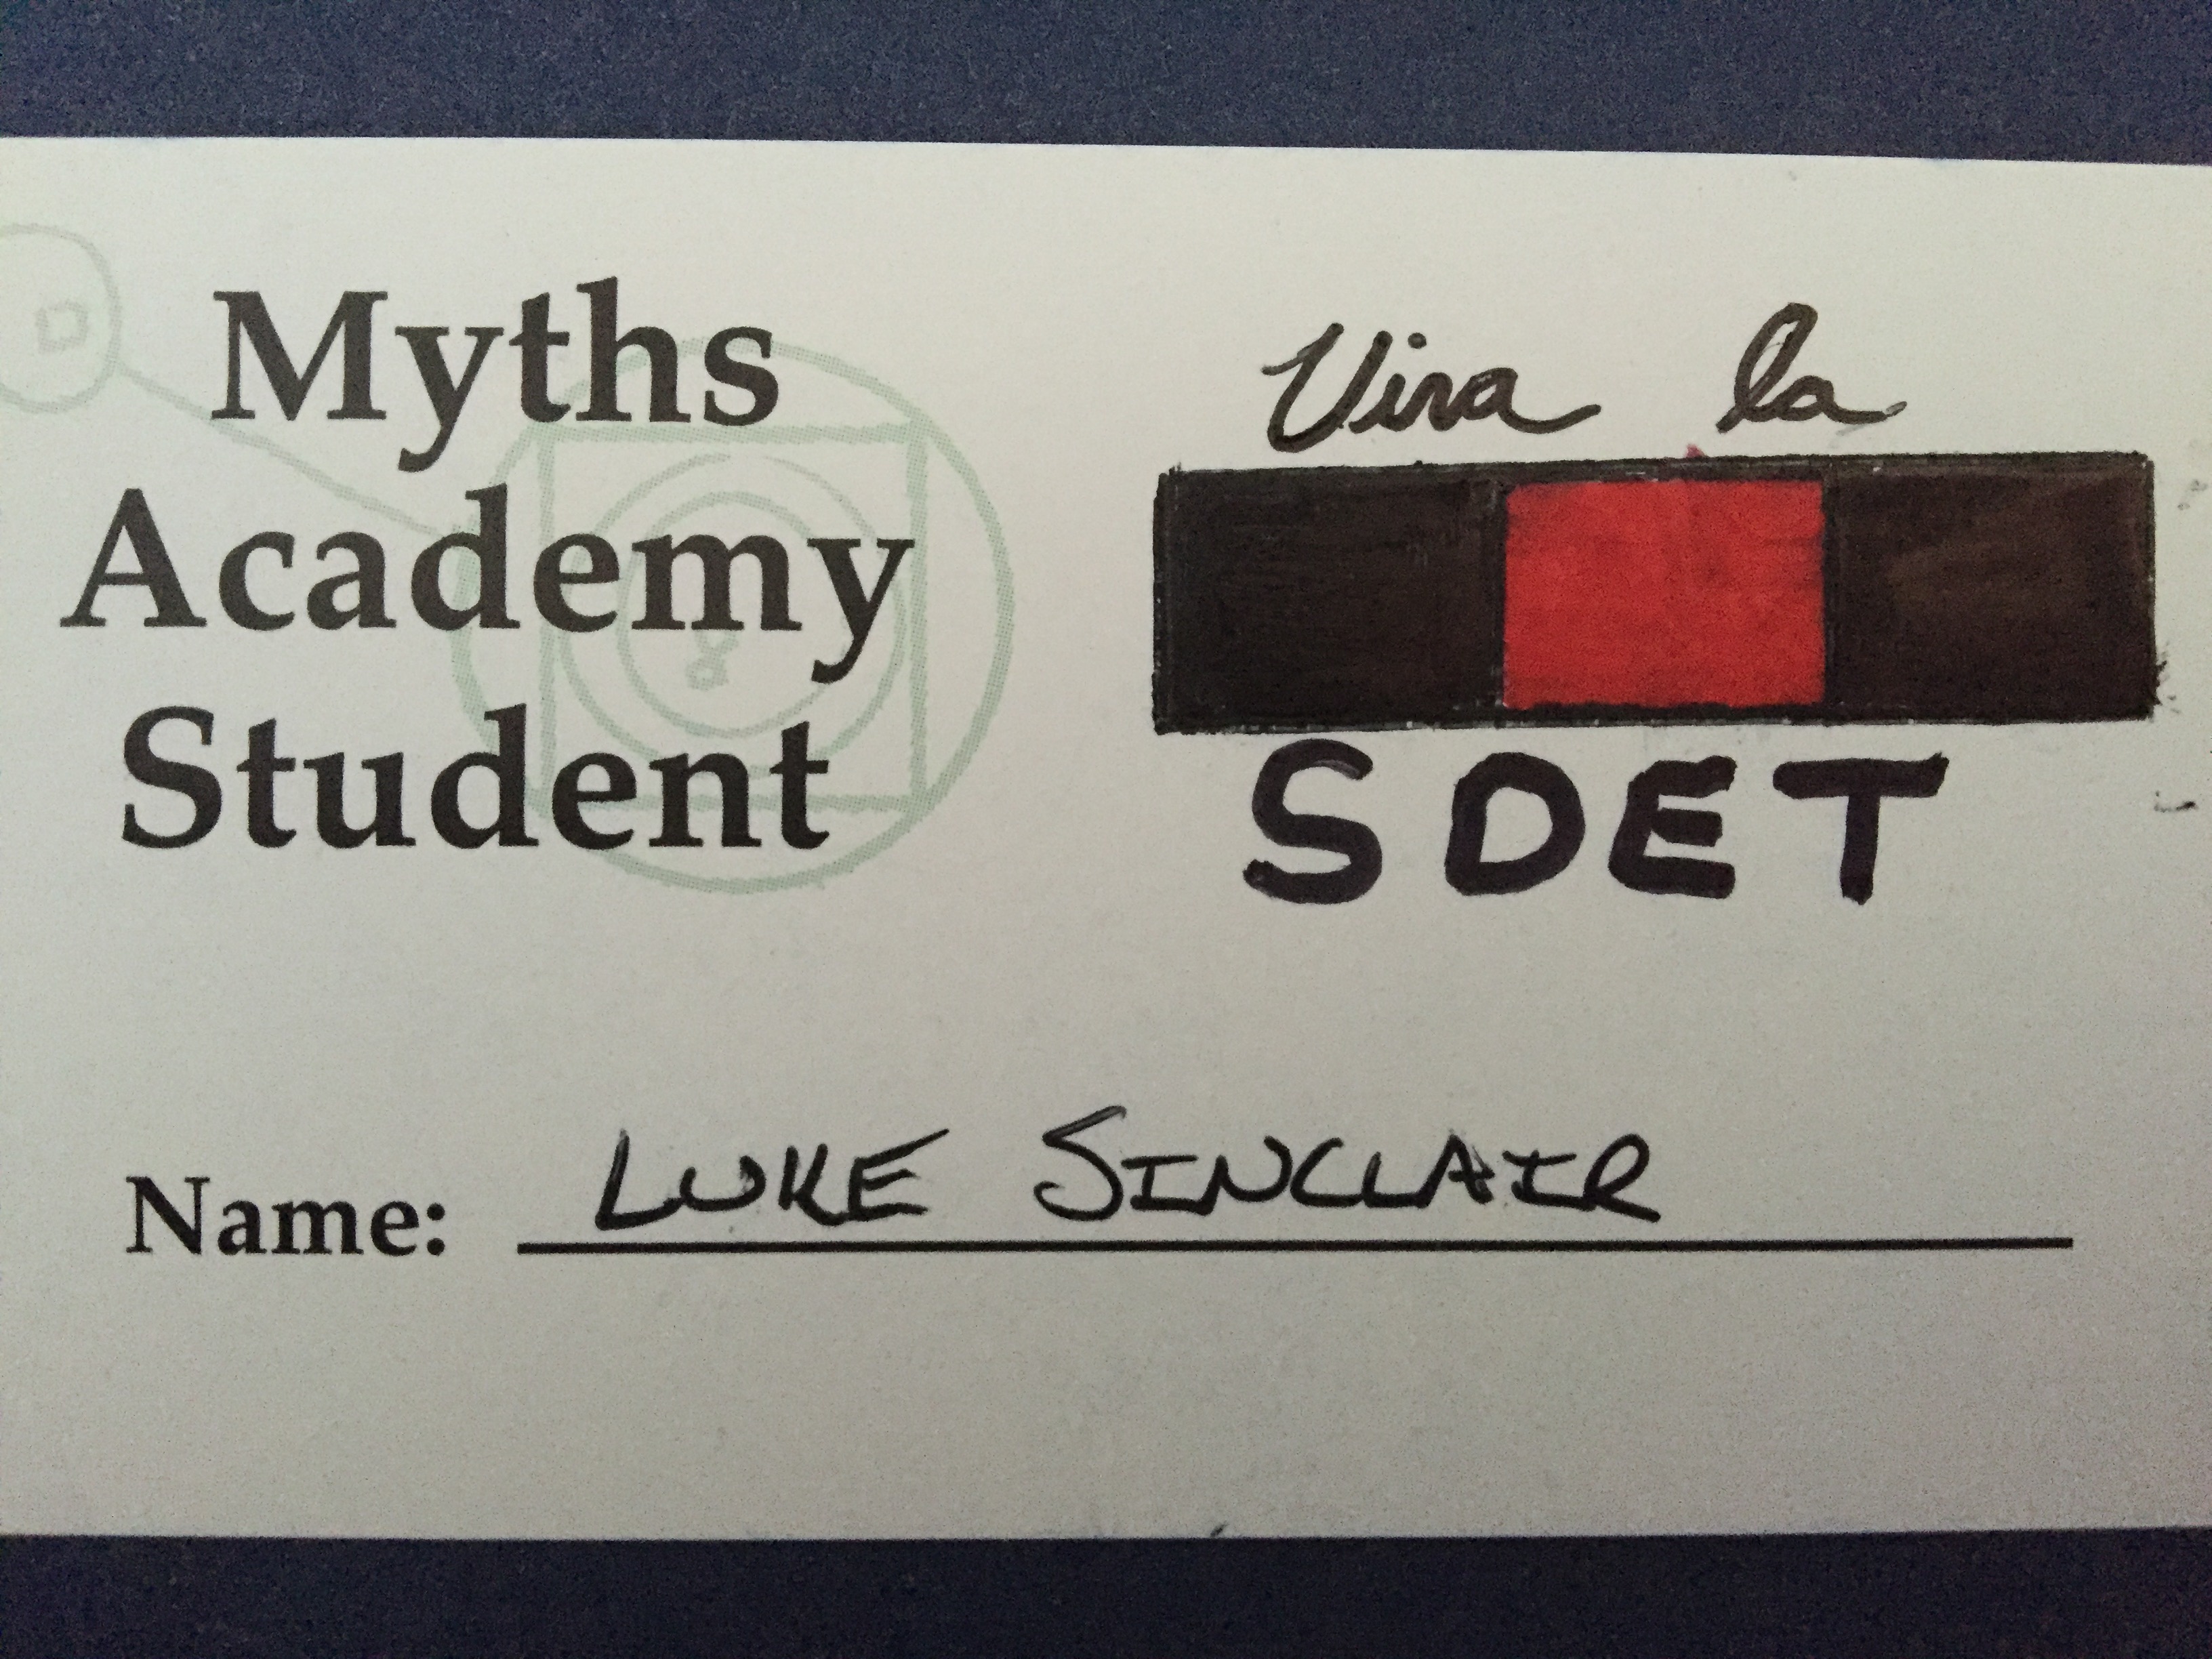 Myths
Academy
Student
Viva la
SDET
Name: LUKE SINCLAIR